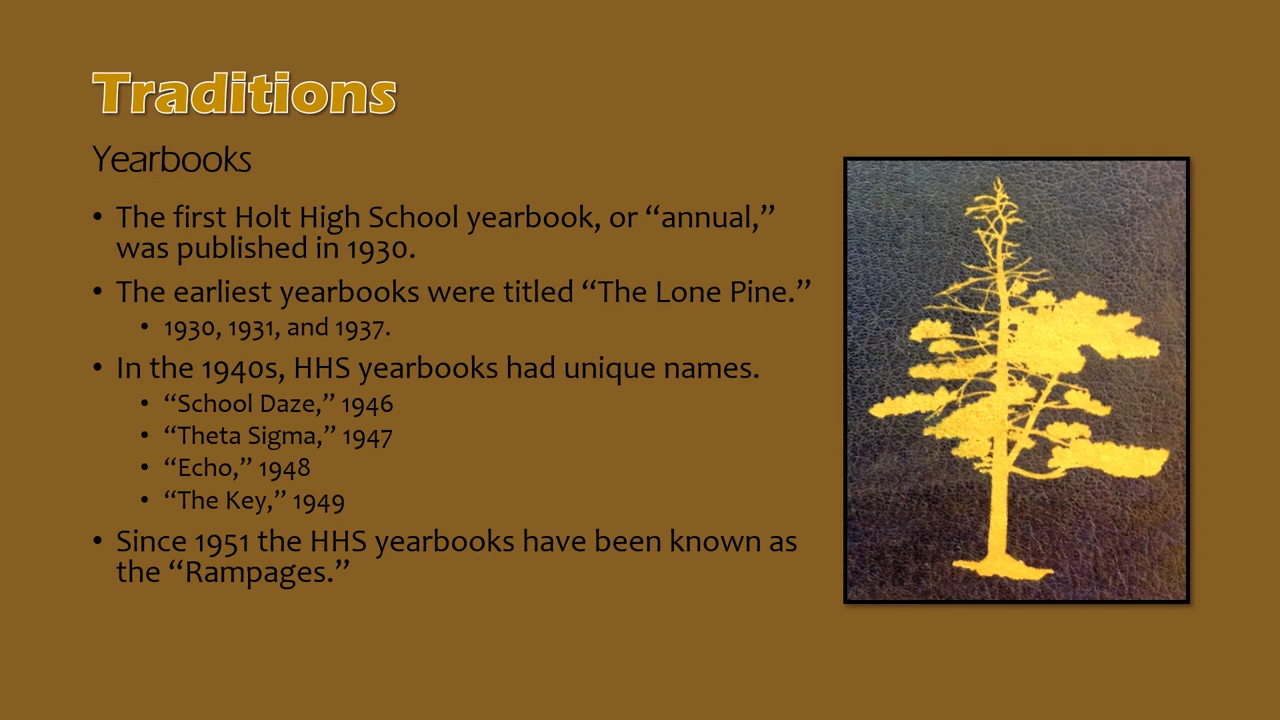 Traditions
Yearbooks
• The first Holt High School yearbook, or “annual,”
was published in 1930.
• The earliest yearbooks were titled “The Lone Pine.”
• 1930, 1931, and 1937.
• In the 1940s, HHS yearbooks had unique names.
• “School Daze,” 1946
• “Theta Sigma,” 1947
• “Echo,” 1948
• “The Key,” 1949
• Since 1951 the HHS yearbooks have been known as
the “Rampages.”